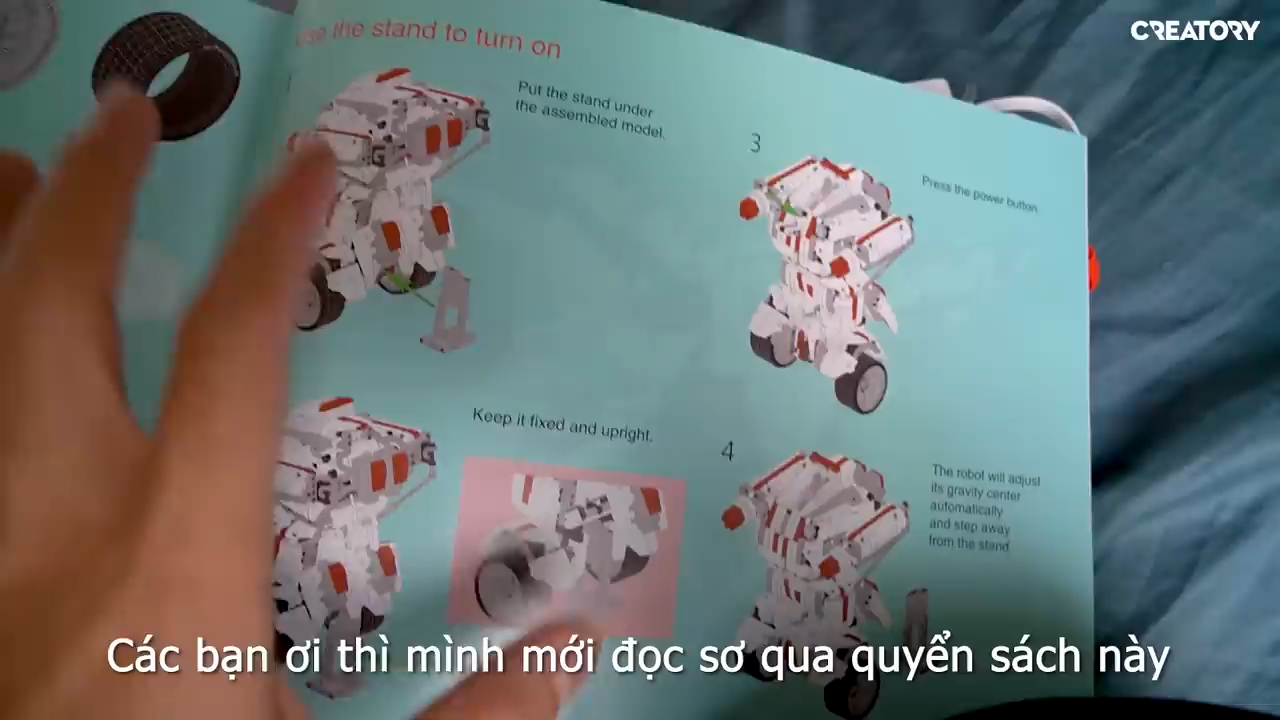 CREATORY
the stand to turn on
Put the stand under
the assembled model.
Keep it fixed and upright.
3
Press the power button
4
The robot will adjust
its gravity center
automatically
and step away
from the stand
Các bạn ơi thì mình mới đọc sơ qua quyển sách này